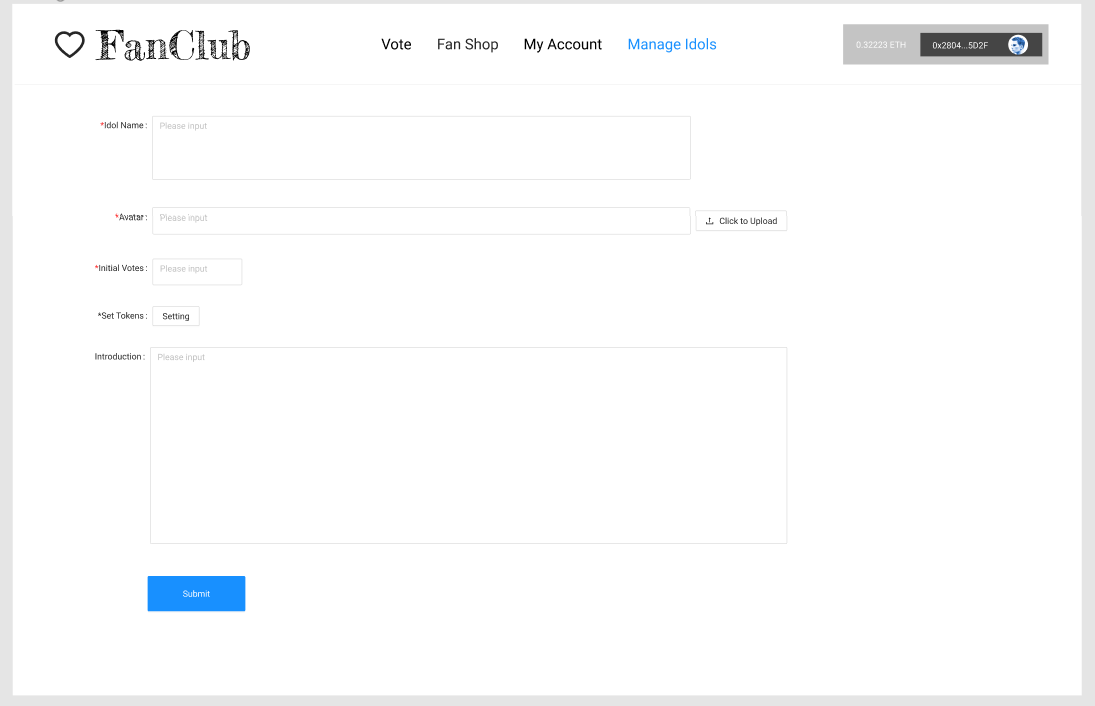 FanClub
Vote Fan Shop My Account Manage Idols
0.32223 ETH 0x2804...5D2F
*Idol Name: Please input
*Avatar: Please input Click to Upload
*Initial Votes: Please input
*Set Tokens: Setting
Introduction: Please input
Submit